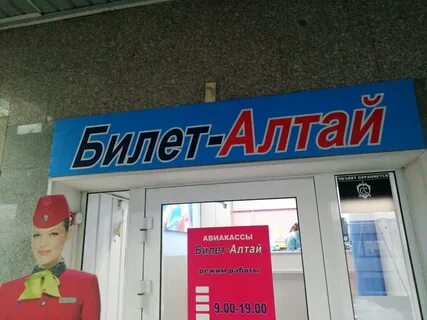 Билет-Алтай
ОБЪЕКТ ОХРАНЯЕТСЯ
АВИАКАССЫ
Билет-Алтай
режим работы
9.00-19.00